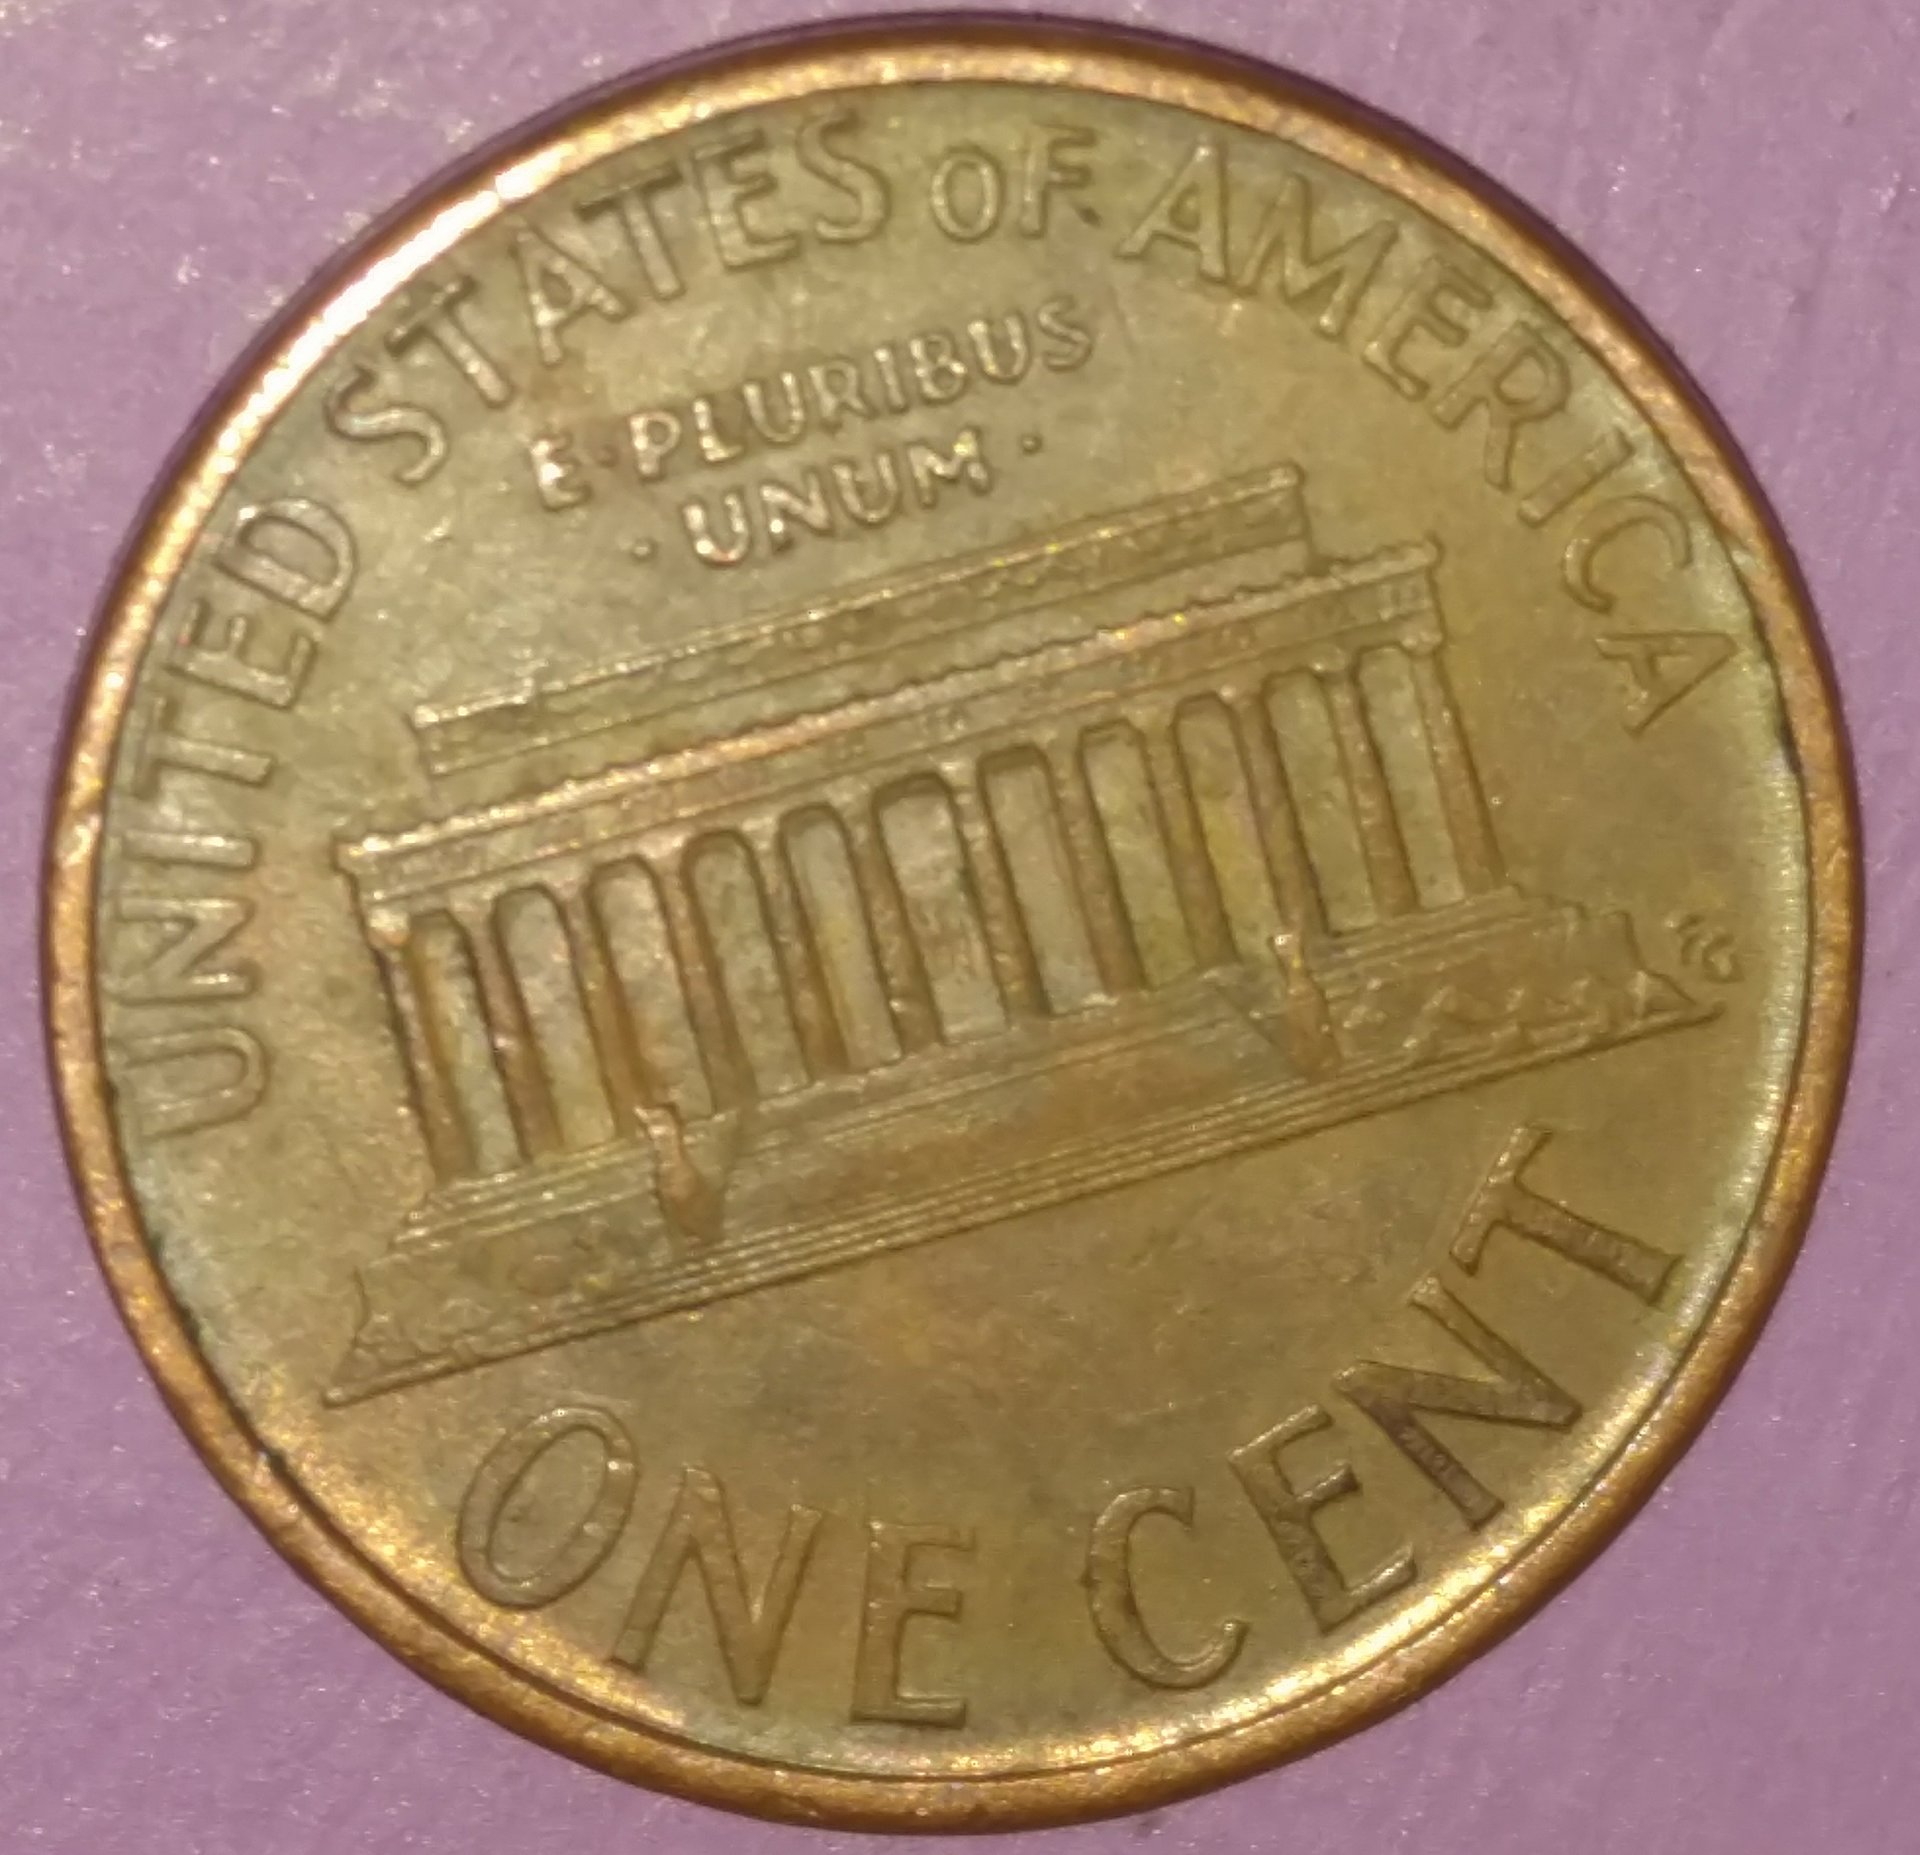 UNITED STATES OF AMERICA
E·PLURIBUS
·UNUM·
ONE CENT